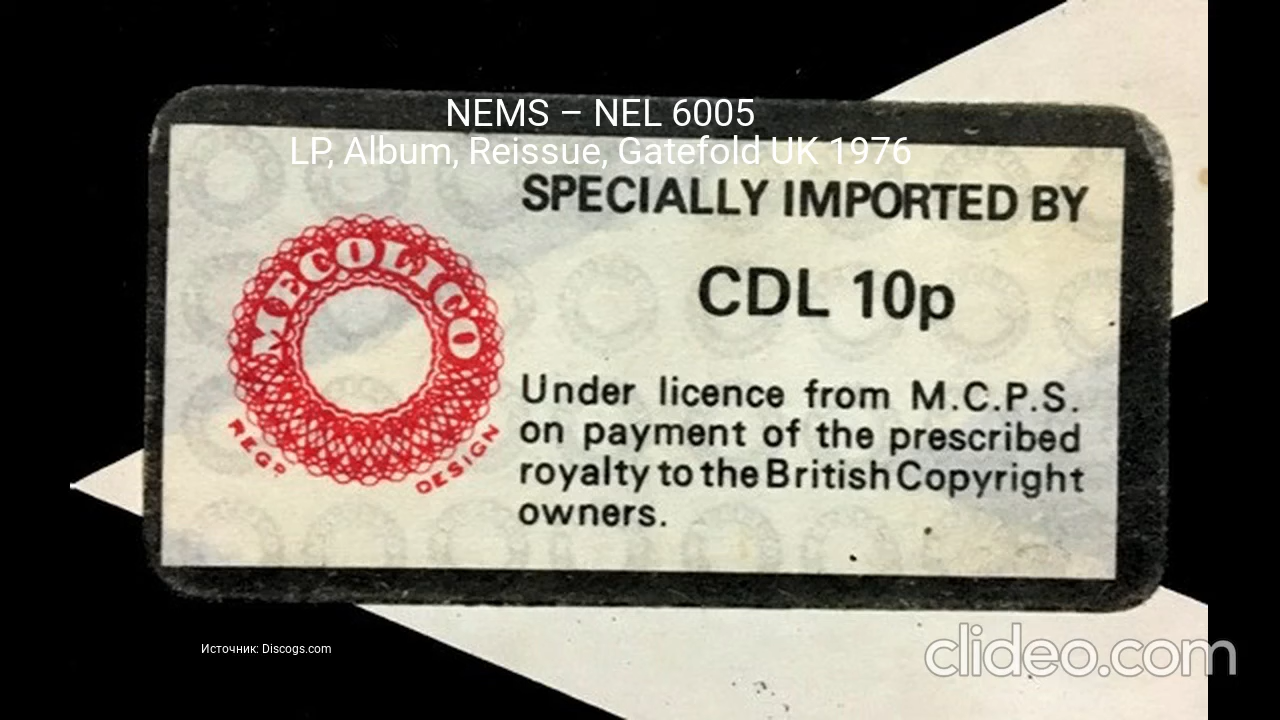 NEMS – NEL 6005
LP, Album, Reissue, Gatefold UK 1976
SPECIALLY IMPORTED BY
CDL 10p
MECOLICO
REGD DESIGN
Under licence from M.C.P.S.
on payment of the prescribed
royalty to the British Copyright
owners.
Источник: Discogs.com
clideo.com